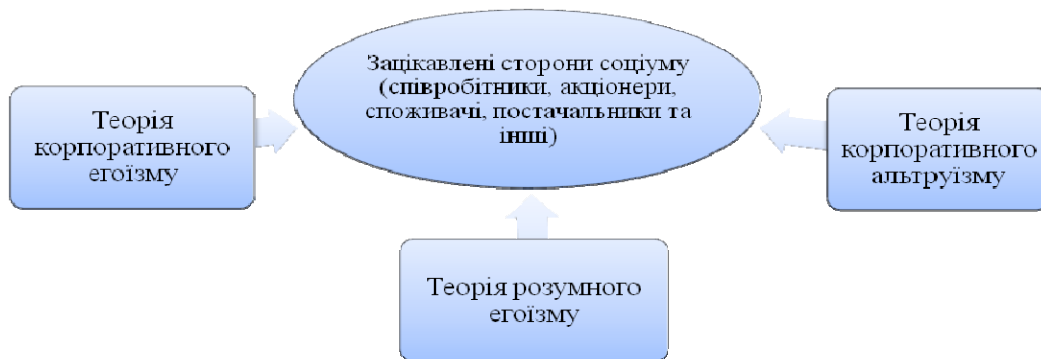 Зацікавлені сторони соціуму
(співробітники, акціонери,
споживачі, постачальники та
інші)
Теорія
корпоративного
егоїзму
Теорія
корпоративного
альтруїзму
Теорія розумного
егоїзму